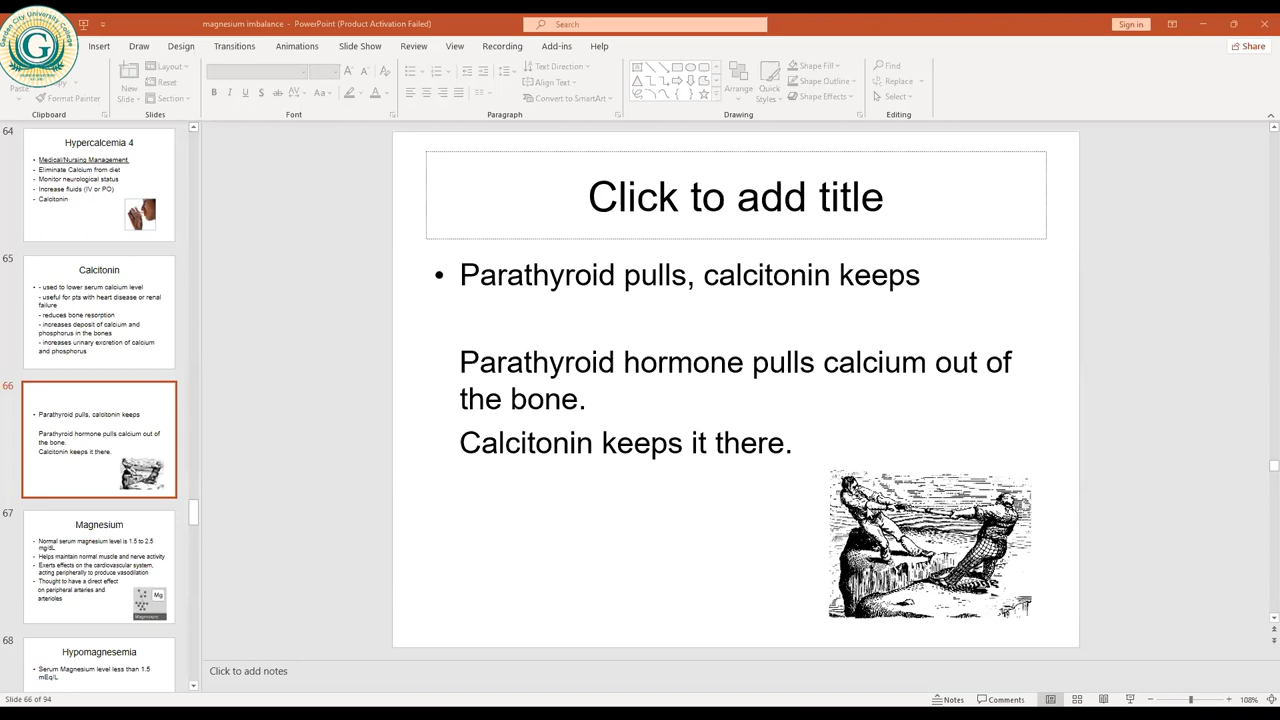 magnesium imbalance - PowerPoint (Product Activation Failed)
Search
Sign in
Garden City University College
G
Insert Draw Design Transitions Animations Slide Show Review View Recording Add-ins Help
Share
Paste
Format Painter
Clipboard
New Slide
Layout
Reset
Section
Slides
B I U S ab AV Aa A
Font
Text Direction
Align Text
Convert to SmartArt
Paragraph
Arrange
Quick Styles
Shape Fill
Shape Outline
Shape Effects
Drawing
Find
Replace
Select
Editing
64
Hypercalcemia 4
• Medical/Nursing Management
• Eliminate Calcium from diet
• Monitor neurological status
• Increase fluids (IV or PO)
• Calcitonin
65
Calcitonin
• - used to lower serum calcium level
- useful for pts with heart disease or renal
failure
- reduces bone resorption
- increases deposit of calcium and
phosphorus in the bones
- increases urinary excretion of calcium
and phosphorus
66
• Parathyroid pulls, calcitonin keeps
Parathyroid hormone pulls calcium out of
the bone.
Calcitonin keeps it there.
67
Magnesium
• Normal serum magnesium level is 1.5 to 2.5
mg/dL
• Helps maintain normal muscle and nerve activity
• Exerts effects on the cardiovascular system,
acting peripherally to produce vasodilation
• Thought to have a direct effect
on peripheral arteries and
arterioles
Mg
Magnesium
68
Hypomagnesemia
• Serum Magnesium level less than 1.5
mEq/L
Click to add title
• Parathyroid pulls, calcitonin keeps
Parathyroid hormone pulls calcium out of
the bone.
Calcitonin keeps it there.
Click to add notes
Slide 66 of 94
Notes
Comments
108%